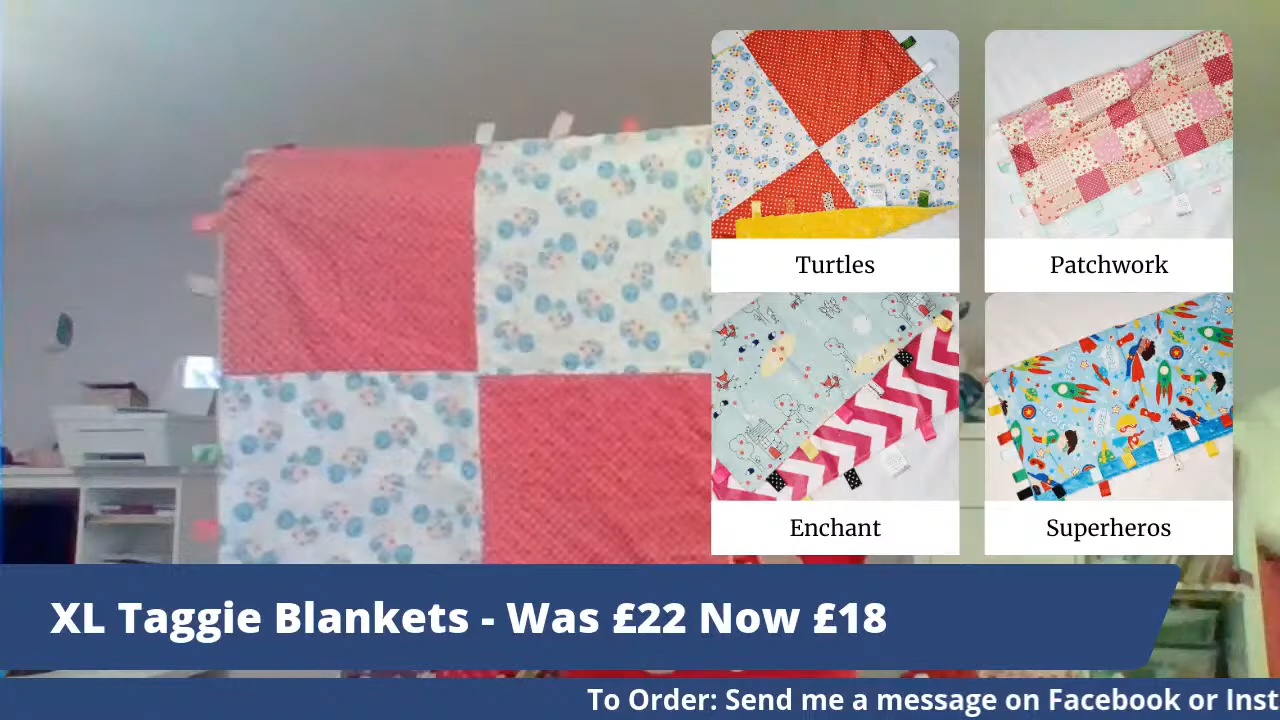 Turtles
Patchwork
Enchant
Superheros
XL Taggie Blankets - Was £22 Now £18
To Order: Send me a message on Facebook or Inst